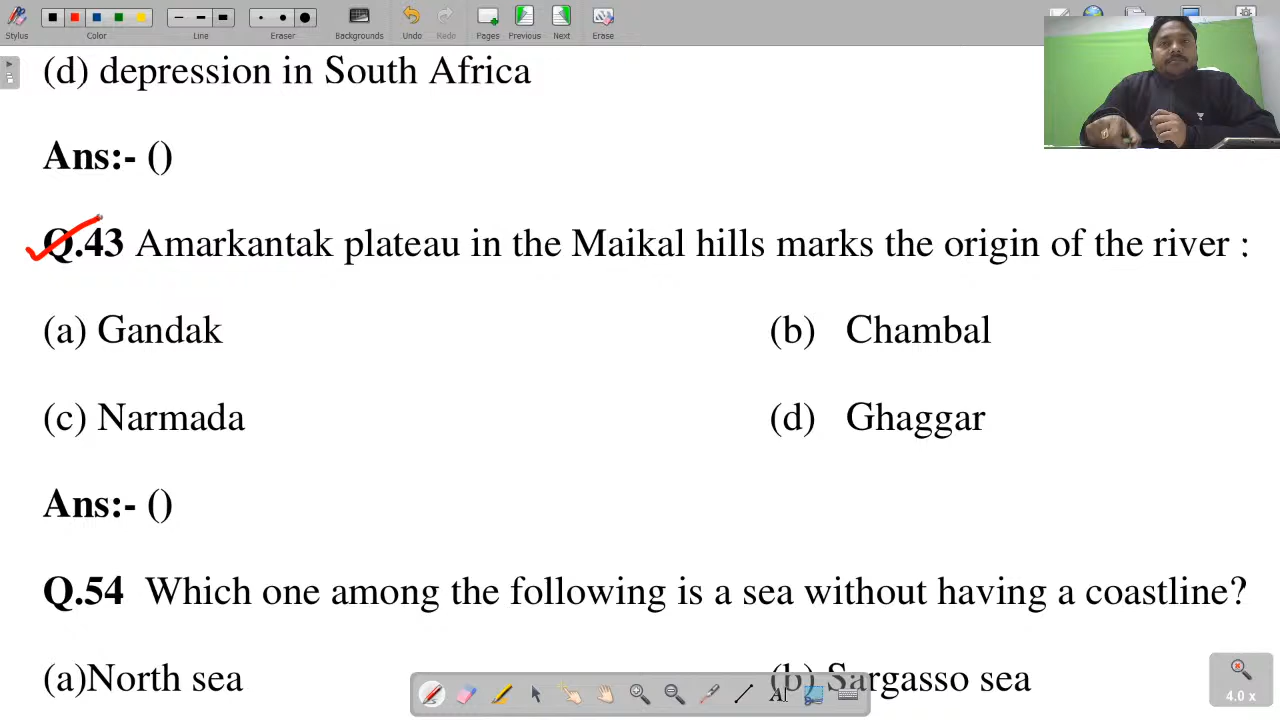 Stylus Color Line Eraser Backgrounds Undo Redo Pages Previous Next Erase
(d) depression in South Africa
Ans:- ()
Q.43 Amarkantak plateau in the Maikal hills marks the origin of the river :
(a) Gandak (b) Chambal
(c) Narmada (d) Ghaggar
Ans:- ()
Q.54 Which one among the following is a sea without having a coastline?
(a)North sea (b) Sargasso sea
4.0 x